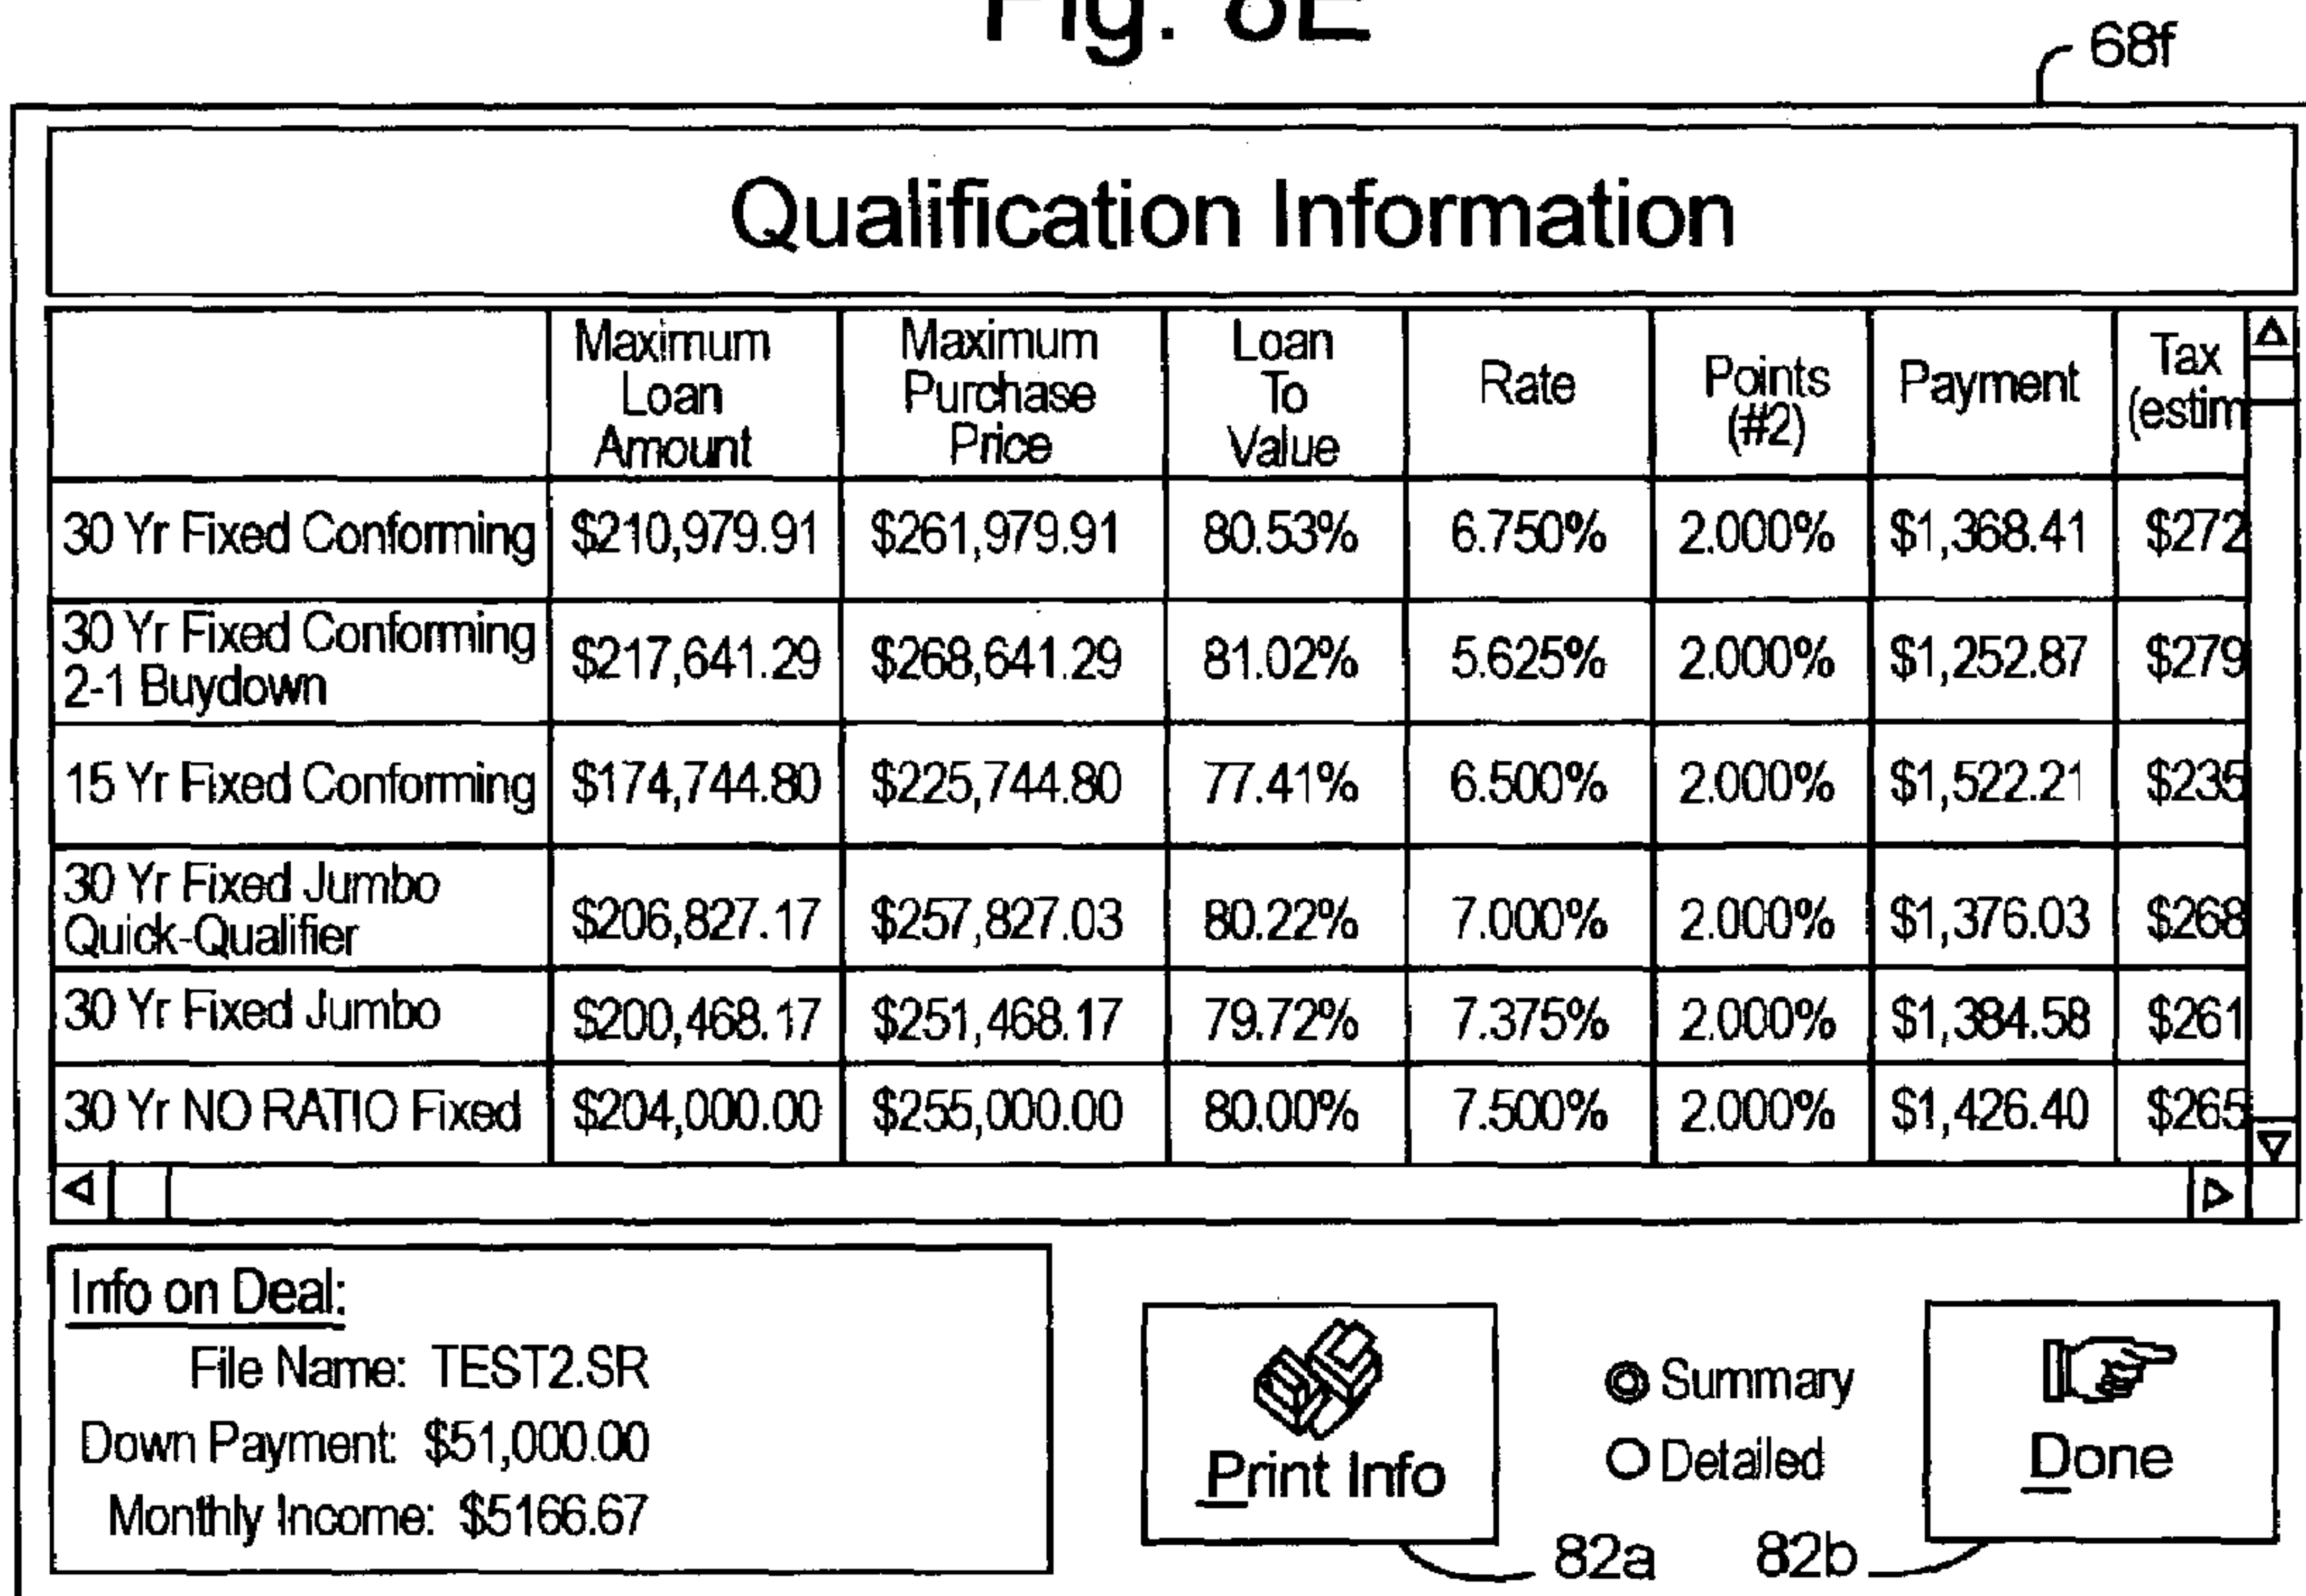 Fig. 8E
68f
Qualification Information
Maximum Loan Amount Maximum Purchase Price Loan To Value Rate Points (#2) Payment Tax (estim
30 Yr Fixed Conforming $210,979.91 $261,979.91 80.53% 6.750% 2.000% $1,368.41 $272
30 Yr Fixed Conforming 2-1 Buydown $217,641.29 $268,641.29 81.02% 5.625% 2.000% $1,252.87 $279
15 Yr Fixed Conforming $174,744.80 $225,744.80 77.41% 6.500% 2.000% $1,522.21 $235
30 Yr Fixed Jumbo Quick-Qualifier $206,827.17 $257,827.03 80.22% 7.000% 2.000% $1,376.03 $268
30 Yr Fixed Jumbo $200,468.17 $251,468.17 79.72% 7.375% 2.000% $1,384.58 $261
30 Yr NO RATIO Fixed $204,000.00 $255,000.00 80.00% 7.500% 2.000% $1,426.40 $265
Info on Deal:
File Name: TEST2.SR
Down Payment: $51,000.00
Monthly Income: $5166.67
Print Info
Summary
Detailed
Done
82a
82b